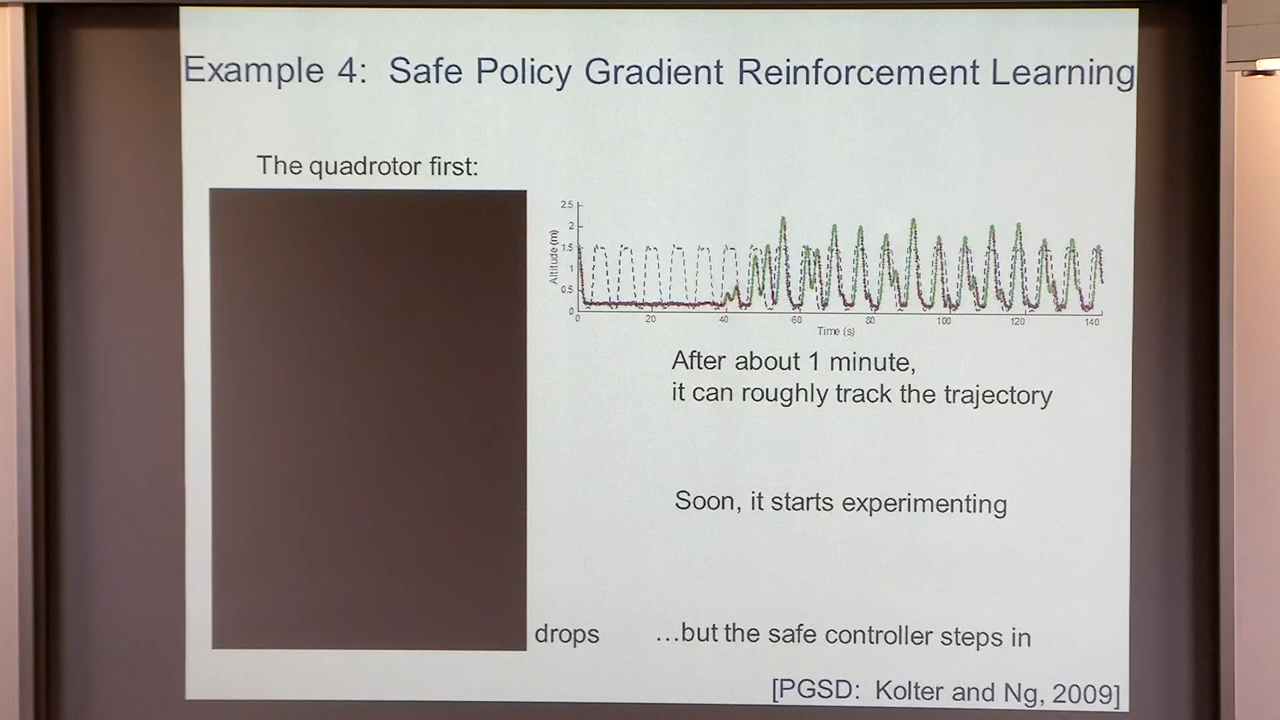 Example 4: Safe Policy Gradient Reinforcement Learning
The quadrotor first:
2.5
2
1.5
1
0.5
0
Altitude (m)
0 20 40 60 80 100 120 140
Time (s)
After about 1 minute,
it can roughly track the trajectory
Soon, it starts experimenting
drops …but the safe controller steps in
[PGSD: Kolter and Ng, 2009]